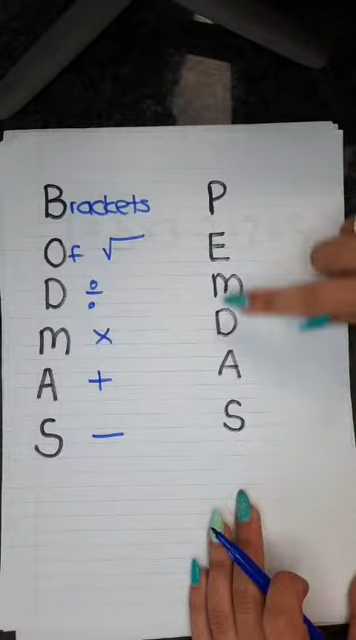 Brackets P
Of √ E
D ÷ m
m × D
A + A
S − S